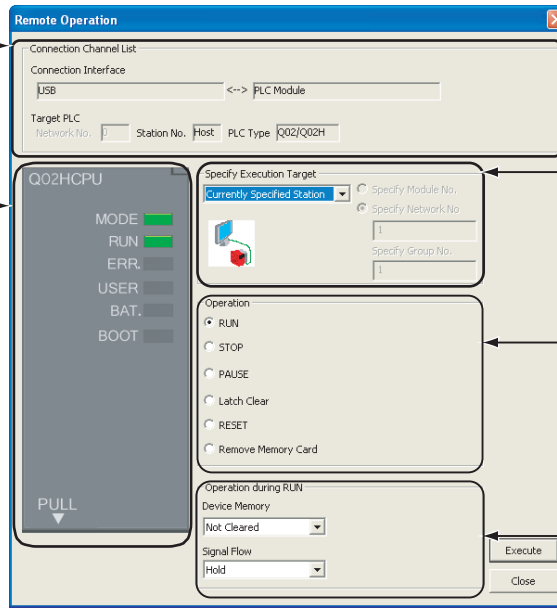 Remote Operation
Connection Channel List
Connection Interface
USB <--> PLC Module
Target PLC
Network No. 0 Station No. Host PLC Type Q02/Q02H
Q02HCPU
MODE
RUN
ERR.
USER
BAT.
BOOT
PULL
Specify Execution Target
Currently Specified Station
Specify Module No.
Specify Network No
1
Specify Group No.
1
Operation
RUN
STOP
PAUSE
Latch Clear
RESET
Remove Memory Card
Operation during RUN
Device Memory
Not Cleared
Signal Flow
Hold
Execute
Close